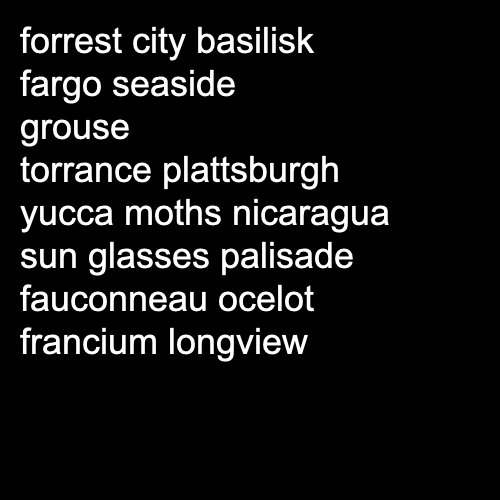 forrest city basilisk
fargo seaside
grouse
torrance plattsburgh
yucca moths nicaragua
sun glasses palisade
fauconneau ocelot
francium longview